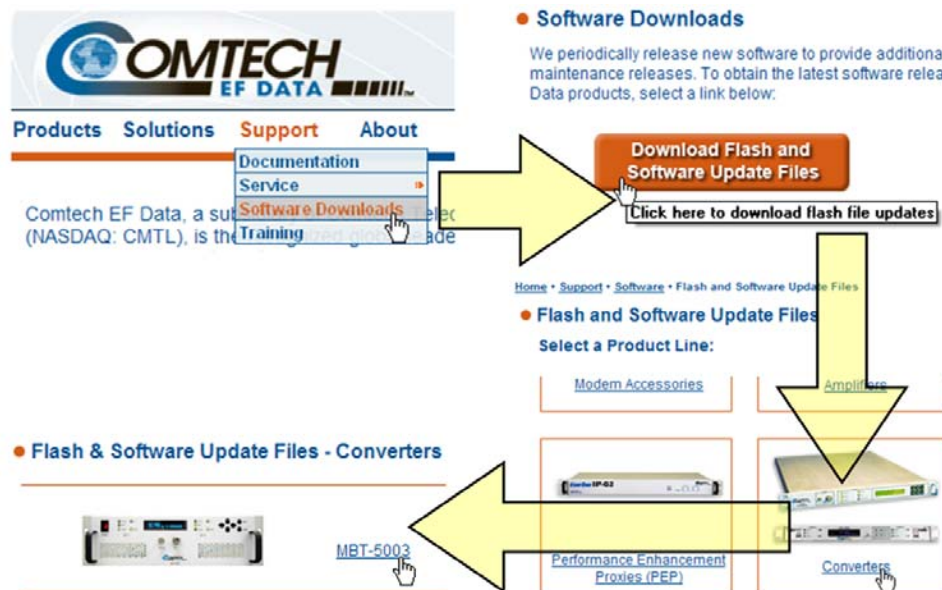 COMTECH
EF DATA
Products Solutions Support About
Documentation
Service
Software Downloads
Training
Comtech EF Data, a
(NASDAQ: CMTL), is the
Software Downloads
We periodically release new software to provide additiona
maintenance releases. To obtain the latest software relea
Data products, select a link below:
Download Flash and
Software Update Files
Click here to download flash file updates
Home • Support • Software • Flash and Software Update Files
Flash and Software Update Files
Select a Product Line:
Modem Accessories
Amplifiers
Performance Enhancement
Proxies (PEP)
Converters
Flash & Software Update Files - Converters
MBT-5003